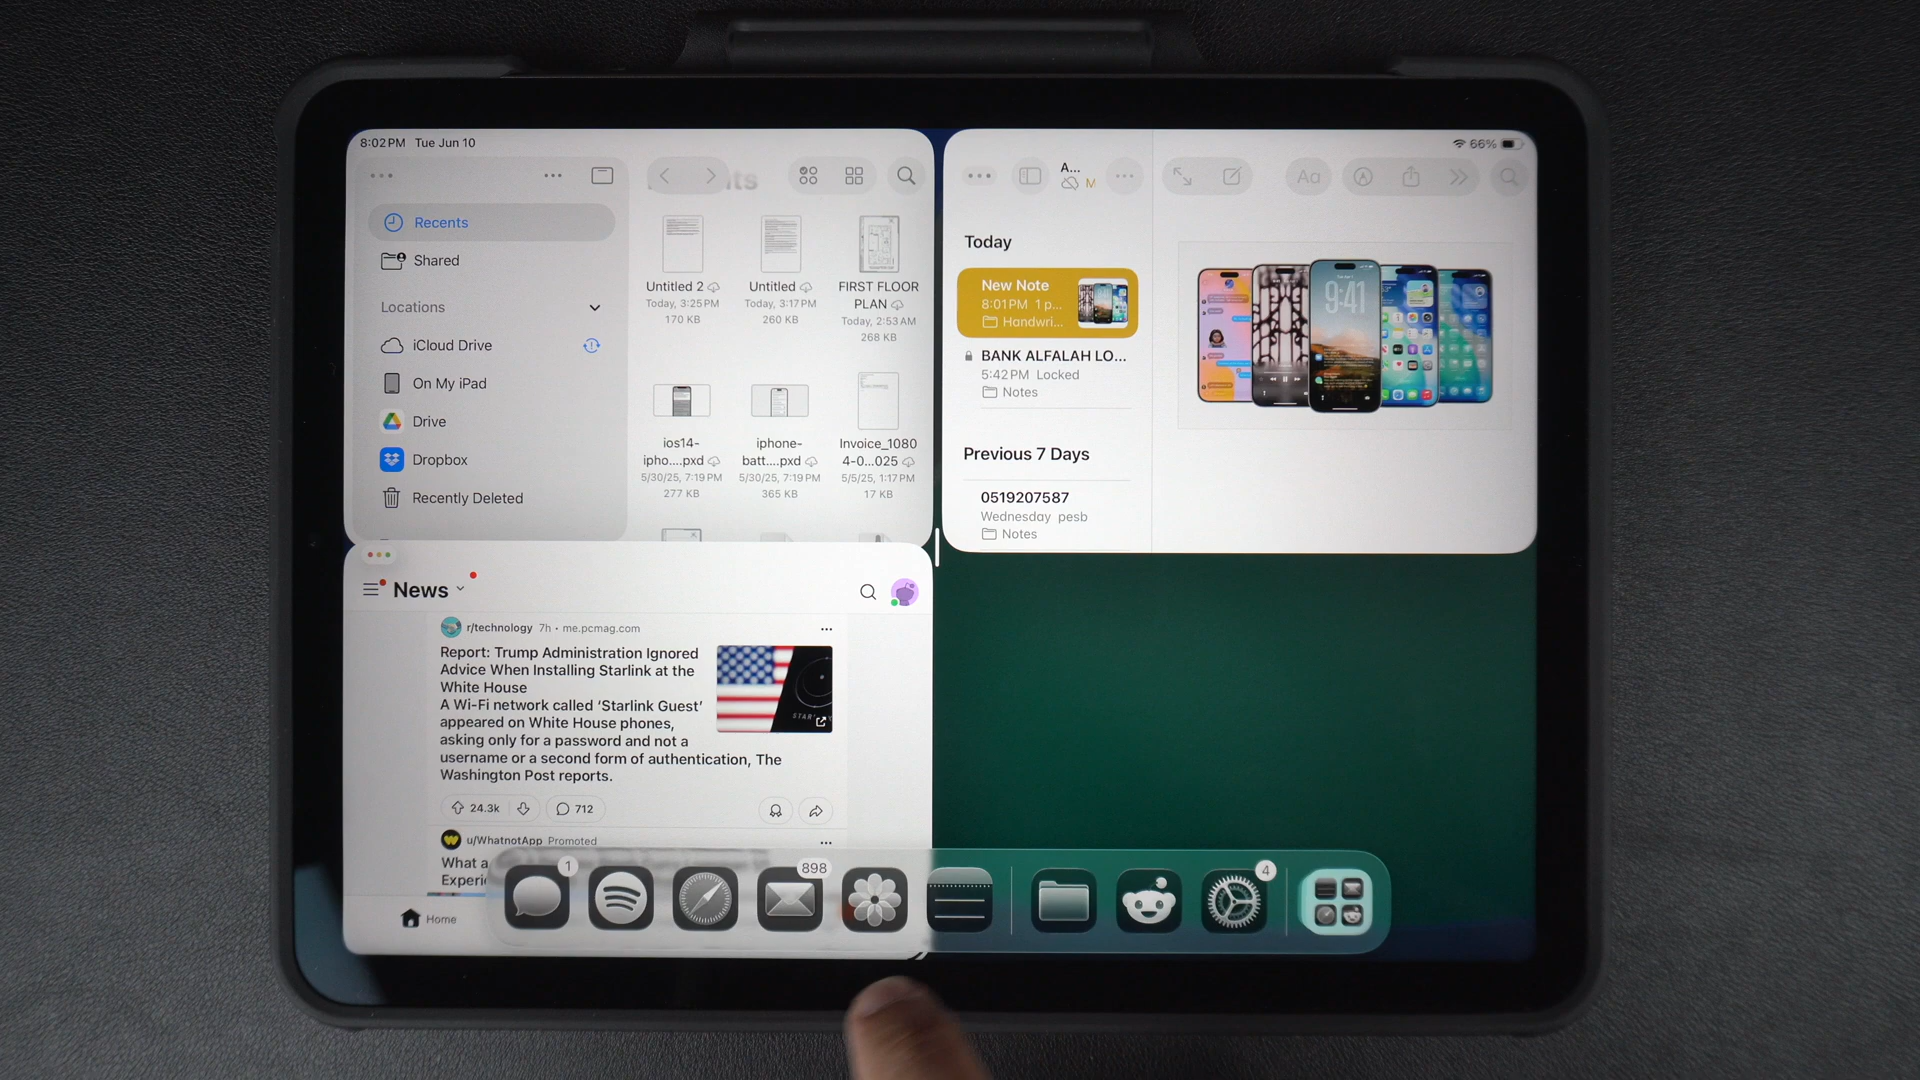 8:02 PM Tue Jun 10
66%
Recents
Shared
Locations
iCloud Drive
On My iPad
Drive
Dropbox
Recently Deleted
Untitled 2
Today, 3:25 PM
170 KB
Untitled
Today, 3:17 PM
260 KB
FIRST FLOOR
PLAN
Today, 2:53 AM
268 KB
ios14-
ipho....pxd
5/30/25, 7:19 PM
277 KB
iphone-
batt....pxd
5/30/25, 7:19 PM
365 KB
Invoice_1080
4-0...025
5/5/25, 1:17 PM
17 KB
A...
M
Aa
Today
New Note
8:01 PM 1 p...
Handwri...
BANK ALFALAH LO...
5:42 PM Locked
Notes
Previous 7 Days
0519207587
Wednesday pesb
Notes
9:41
News
r/technology 7h • me.pcmag.com
Report: Trump Administration Ignored
Advice When Installing Starlink at the
White House
A Wi-Fi network called ‘Starlink Guest’
appeared on White House phones,
asking only for a password and not a
username or a second form of authentication, The
Washington Post reports.
24.3k
712
u/WhatnotApp Promoted
What a
Home
1
898
4